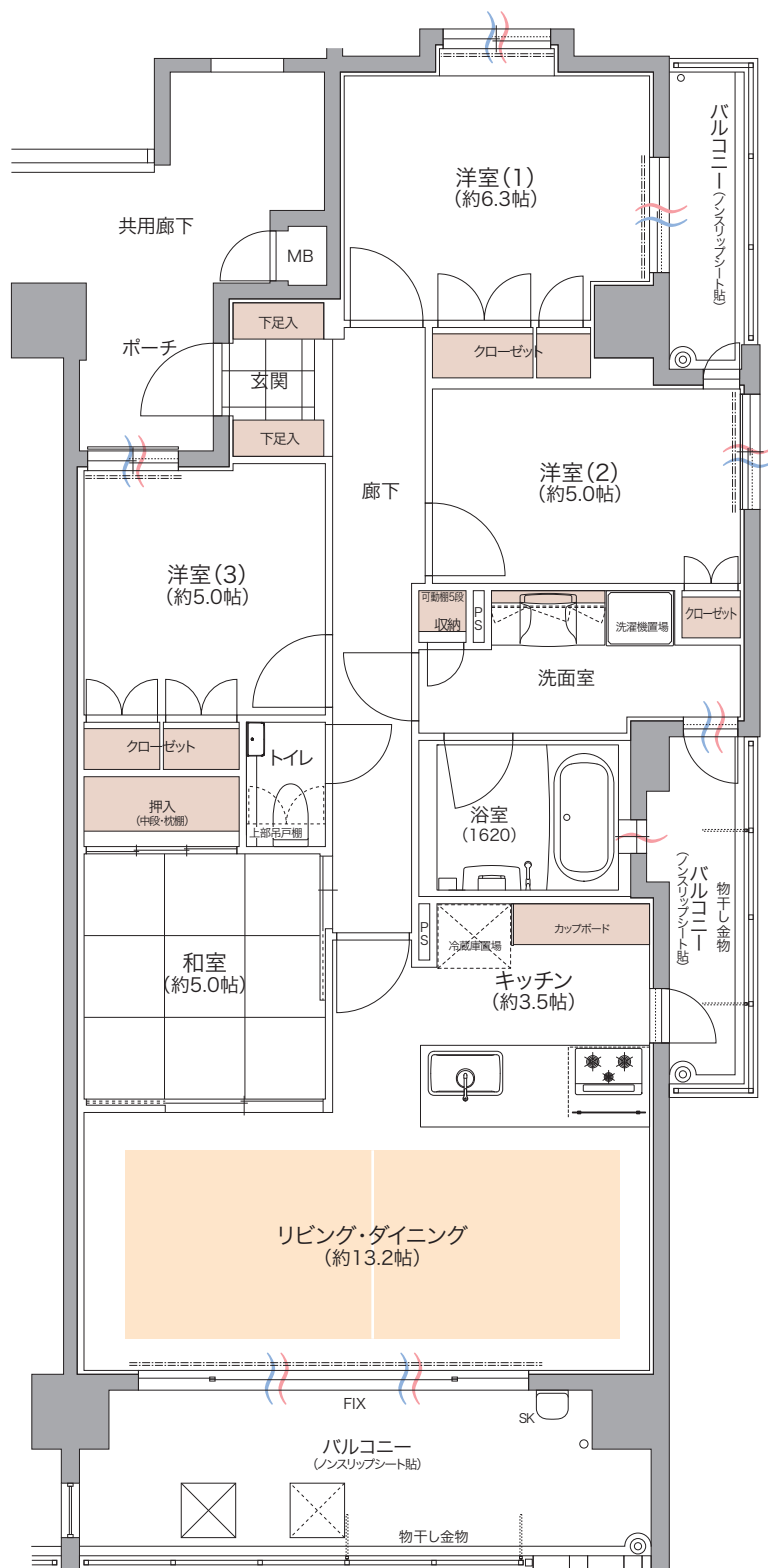 洋室(1)
(約6.3帖)
バルコニー(ノンスリップシート貼)
共用廊下
MB
下足入
ポーチ
クローゼット
玄関
下足入
洋室(2)
(約5.0帖)
廊下
洋室(3)
(約5.0帖)
可動棚5段
収納
PS
洗濯機置場
クローゼット
洗面室
クローゼット
トイレ
押入
(中段・枕棚)
上部吊戸棚
浴室
(1620)
物干し金物
バルコニー
(ノンスリップシート貼)
PS
冷蔵庫置場
カップボード
和室
(約5.0帖)
キッチン
(約3.5帖)
リビング・ダイニング
(約13.2帖)
FIX
SK
バルコニー
(ノンスリップシート貼)
物干し金物